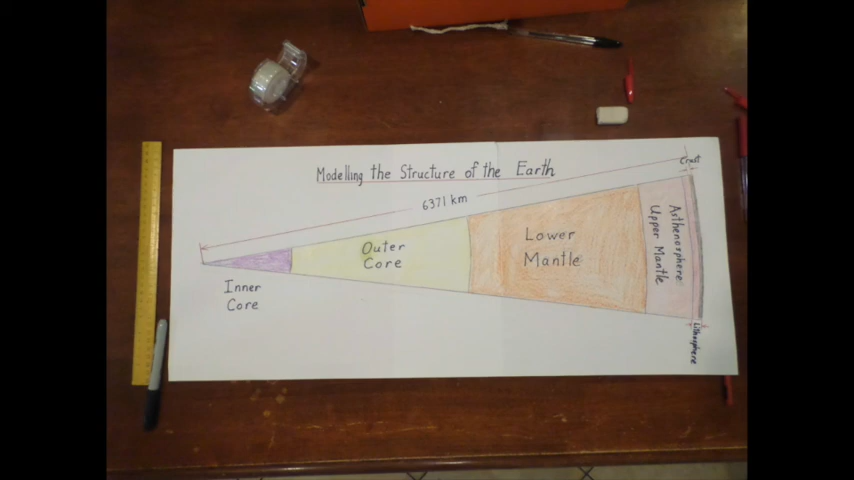 Modelling the Structure of the Earth
Crust
6371 km
Inner
Core
Outer
Core
Lower
Mantle
Upper Mantle
Asthenosphere
Lithosphere